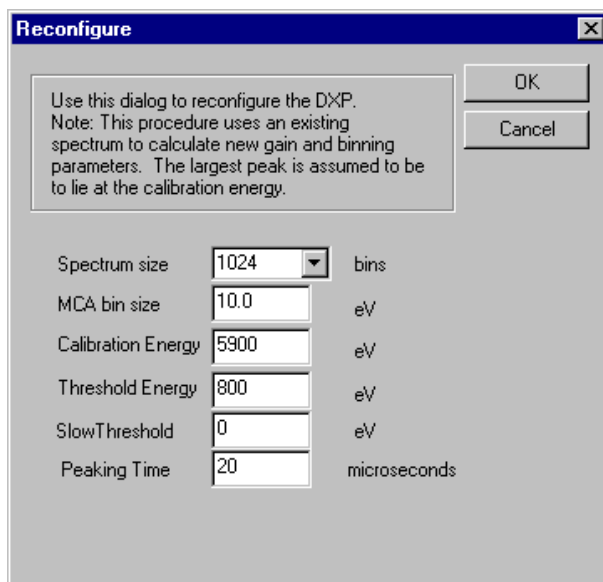 Reconfigure
OK
Cancel
Use this dialog to reconfigure the DXP.
Note: This procedure uses an existing
spectrum to calculate new gain and binning
parameters. The largest peak is assumed to be
to lie at the calibration energy.
Spectrum size 1024 bins
MCA bin size 10.0 eV
Calibration Energy 5900 eV
Threshold Energy 800 eV
SlowThreshold 0 eV
Peaking Time 20 microseconds